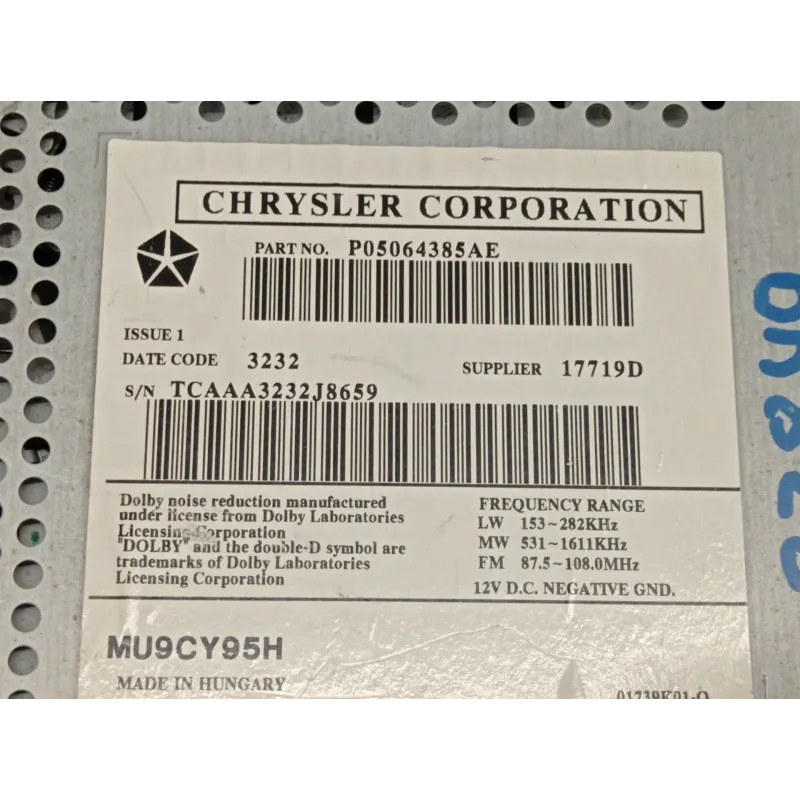 CHRYSLER CORPORATION
PART NO. P05064385AE
ISSUE 1
DATE CODE 3232
SUPPLIER 17719D
S/N TCAAA3232J8659
Dolby noise reduction manufactured
under license from Dolby Laboratories
Licensing Corporation
"DOLBY" and the double-D symbol are
trademarks of Dolby Laboratories
Licensing Corporation
FREQUENCY RANGE
LW 153~282KHz
MW 531~1611KHz
FM 87.5~108.0MHz
12V D.C. NEGATIVE GND.
MU9CY95H
MADE IN HUNGARY